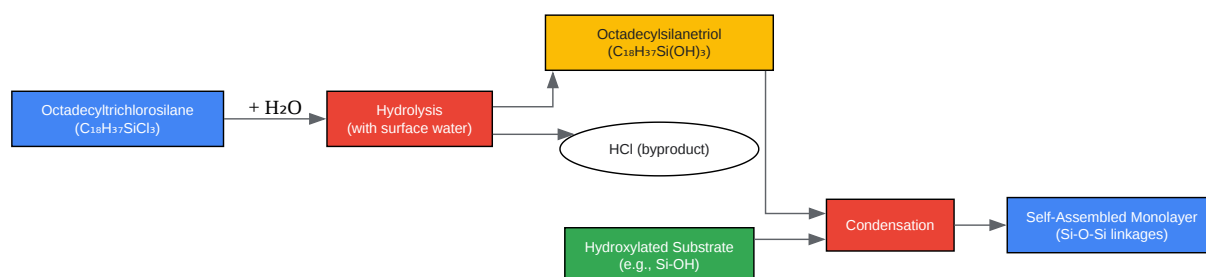 Octadecylsilanetriol
(C₁₈H₃₇Si(OH)₃)
Octadecyltrichlorosilane
(C₁₈H₃₇SiCl₃)
+ H₂O
Hydrolysis
(with surface water)
HCl (byproduct)
Hydroxylated Substrate
(e.g., Si-OH)
Condensation
Self-Assembled Monolayer
(Si-O-Si linkages)